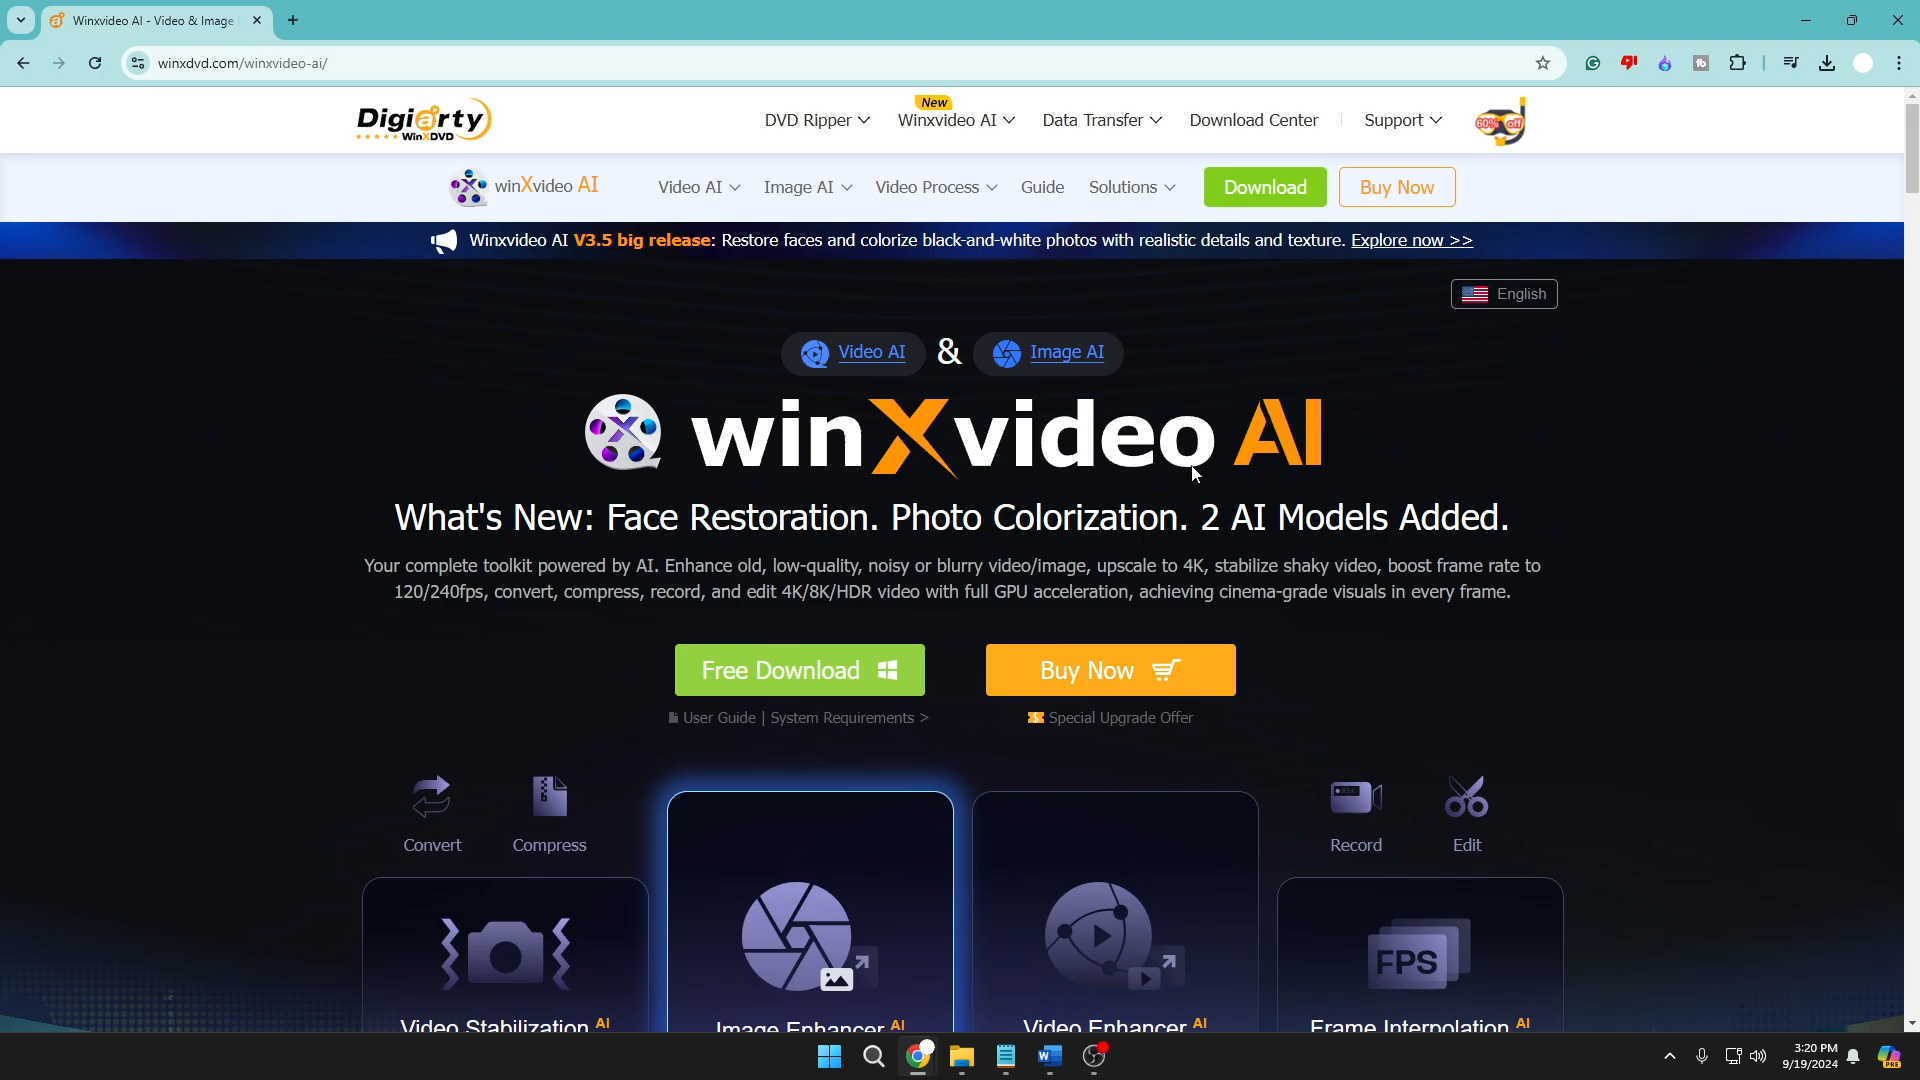 Winxvideo AI - Video & Image
winxdvd.com/winxvideo-ai/
Digiarty
WinXDVD
DVD Ripper
New
Winxvideo AI
Data Transfer
Download Center
Support
60% off
winXvideo AI
Video AI
Image AI
Video Process
Guide
Solutions
Download
Buy Now
Winxvideo AI V3.5 big release: Restore faces and colorize black-and-white photos with realistic details and texture. Explore now >>
English
Video AI & Image AI
winXvideo AI
What's New: Face Restoration. Photo Colorization. 2 AI Models Added.
Your complete toolkit powered by AI. Enhance old, low-quality, noisy or blurry video/image, upscale to 4K, stabilize shaky video, boost frame rate to
120/240fps, convert, compress, record, and edit 4K/8K/HDR video with full GPU acceleration, achieving cinema-grade visuals in every frame.
Free Download
Buy Now
User Guide | System Requirements >
Special Upgrade Offer
Convert
Compress
REC
Record
Edit
FPS
Video Stabilization AI
Image Enhancer AI
Video Enhancer AI
Frame Interpolation AI
3:20 PM
9/19/2024
PRE